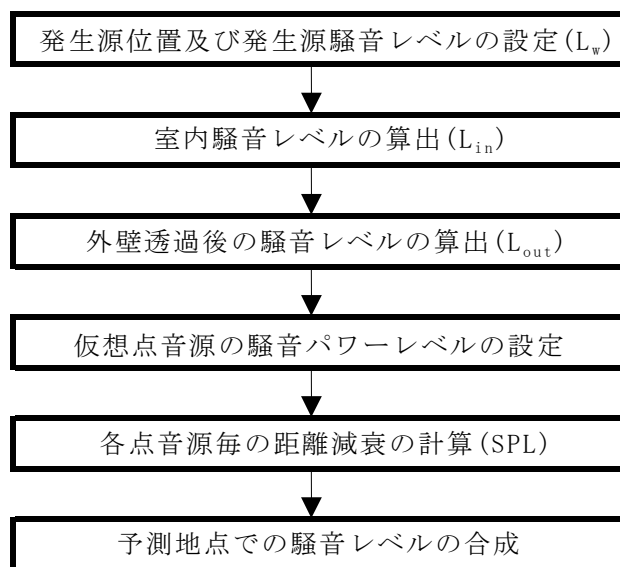 発生源位置及び発生源騒音レベルの設定(Lw)
室内騒音レベルの算出(Lin)
外壁透過後の騒音レベルの算出(Lout)
仮想点音源の騒音パワーレベルの設定
各点音源毎の距離減衰の計算(SPL)
予測地点での騒音レベルの合成